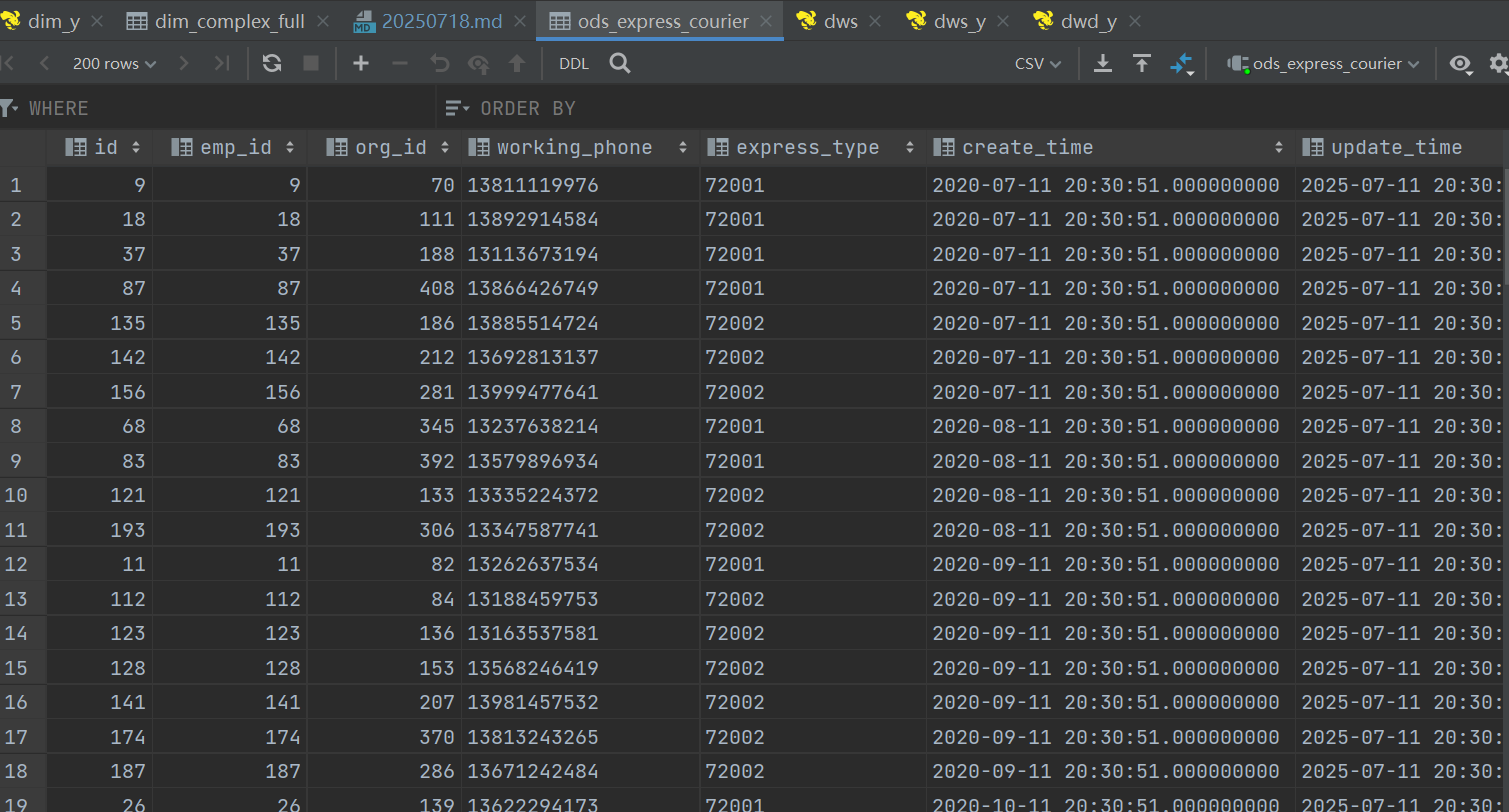 dim_y dim_complex_full 20250718.md ods_express_courier dws dws_y dwd_y
200 rows DDL CSV ods_express_courier
WHERE ORDER BY
id emp_id org_id working_phone express_type create_time update_time
1 9 9 70 13811119976 72001 2020-07-11 20:30:51.000000000 2025-07-11 20:30:
2 18 18 111 13892914584 72001 2020-07-11 20:30:51.000000000 2025-07-11 20:30:
3 37 37 188 13113673194 72001 2020-07-11 20:30:51.000000000 2025-07-11 20:30:
4 87 87 408 13866426749 72001 2020-07-11 20:30:51.000000000 2025-07-11 20:30:
5 135 135 186 13885514724 72002 2020-07-11 20:30:51.000000000 2025-07-11 20:30:
6 142 142 212 13692813137 72002 2020-07-11 20:30:51.000000000 2025-07-11 20:30:
7 156 156 281 13999477641 72002 2020-07-11 20:30:51.000000000 2025-07-11 20:30:
8 68 68 345 13237638214 72001 2020-08-11 20:30:51.000000000 2025-07-11 20:30:
9 83 83 392 13579896934 72001 2020-08-11 20:30:51.000000000 2025-07-11 20:30:
10 121 121 133 13335224372 72002 2020-08-11 20:30:51.000000000 2025-07-11 20:30:
11 193 193 306 13347587741 72002 2020-08-11 20:30:51.000000000 2025-07-11 20:30:
12 11 11 82 13262637534 72001 2020-09-11 20:30:51.000000000 2025-07-11 20:30:
13 112 112 84 13188459753 72002 2020-09-11 20:30:51.000000000 2025-07-11 20:30:
14 123 123 136 13163537581 72002 2020-09-11 20:30:51.000000000 2025-07-11 20:30:
15 128 128 153 13568246419 72002 2020-09-11 20:30:51.000000000 2025-07-11 20:30:
16 141 141 207 13981457532 72002 2020-09-11 20:30:51.000000000 2025-07-11 20:30:
17 174 174 370 13813243265 72002 2020-09-11 20:30:51.000000000 2025-07-11 20:30:
18 187 187 286 13671242484 72002 2020-09-11 20:30:51.000000000 2025-07-11 20:30:
19 26 26 139 13622294173 72001 2020-10-11 20:30:51.000000000 2025-07-11 20:30: